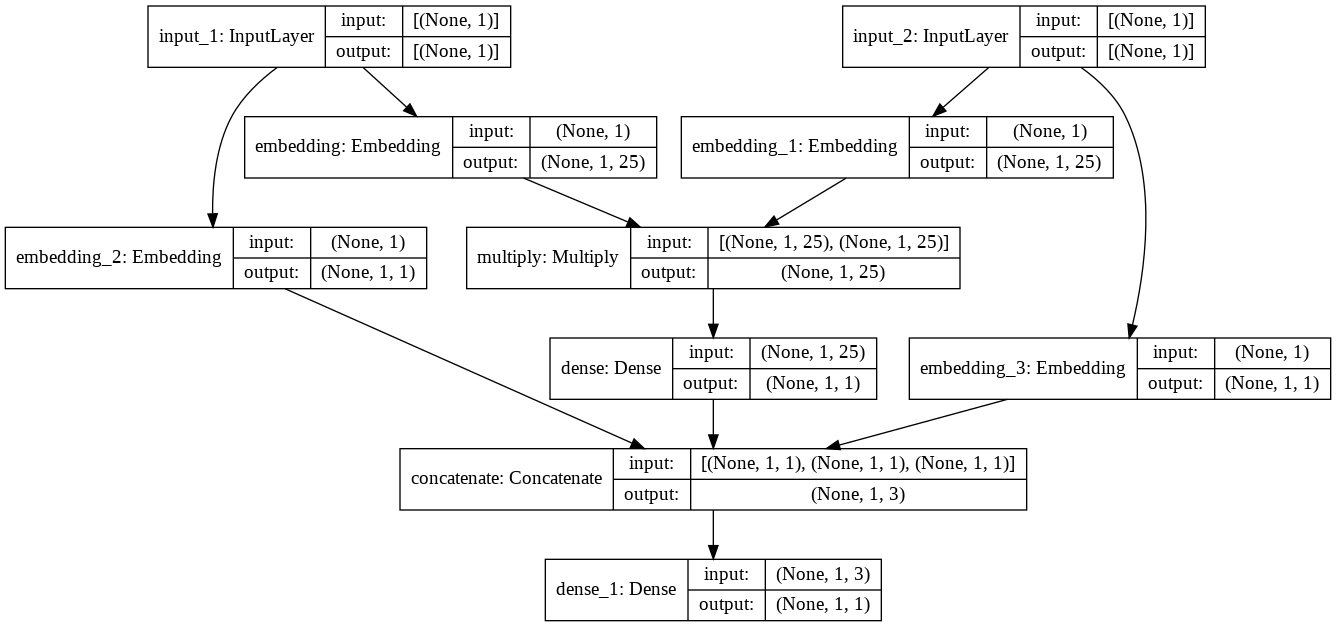 input_1: InputLayer
input:
[(None, 1)]
output:
[(None, 1)]
input_2: InputLayer
input:
[(None, 1)]
output:
[(None, 1)]
embedding: Embedding
input:
(None, 1)
output:
(None, 1, 25)
embedding_1: Embedding
input:
(None, 1)
output:
(None, 1, 25)
embedding_2: Embedding
input:
(None, 1)
output:
(None, 1, 1)
multiply: Multiply
input:
[(None, 1, 25), (None, 1, 25)]
output:
(None, 1, 25)
dense: Dense
input:
(None, 1, 25)
output:
(None, 1, 1)
embedding_3: Embedding
input:
(None, 1)
output:
(None, 1, 1)
concatenate: Concatenate
input:
[(None, 1, 1), (None, 1, 1), (None, 1, 1)]
output:
(None, 1, 3)
dense_1: Dense
input:
(None, 1, 3)
output:
(None, 1, 1)